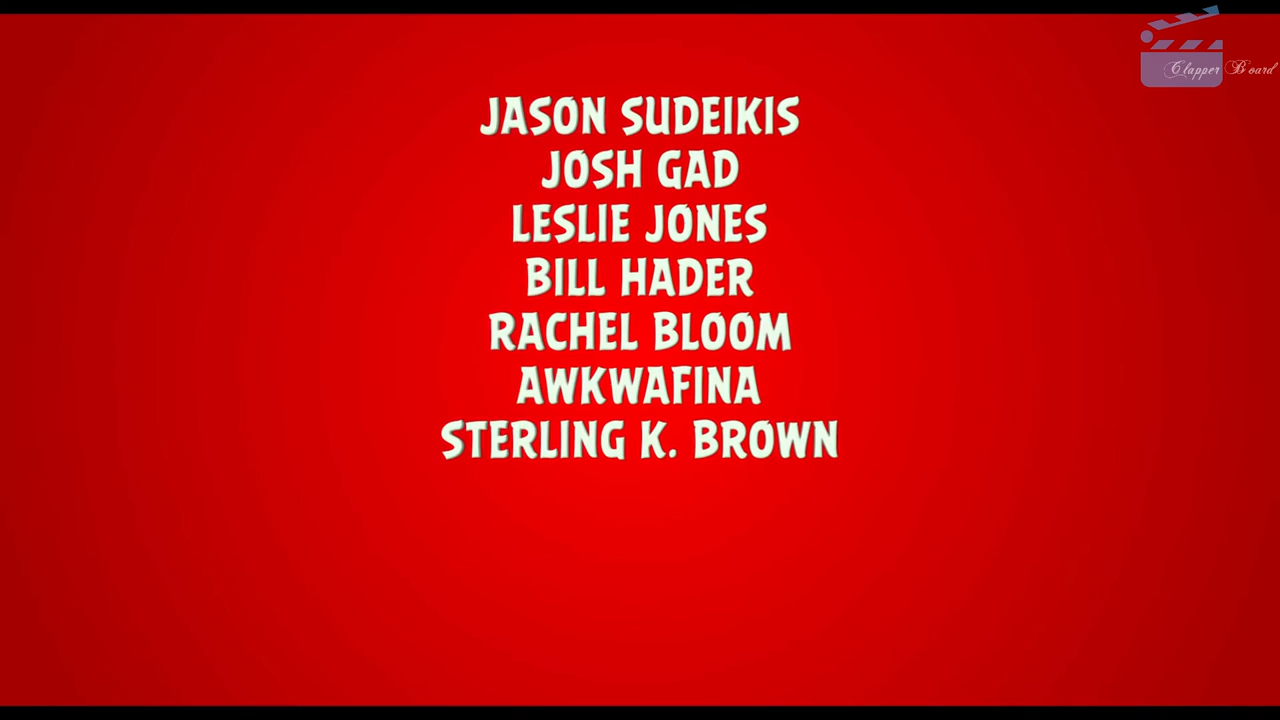 Clapper Board
JASON SUDEIKIS
JOSH GAD
LESLIE JONES
BILL HADER
RACHEL BLOOM
AWKWAFINA
STERLING K. BROWN